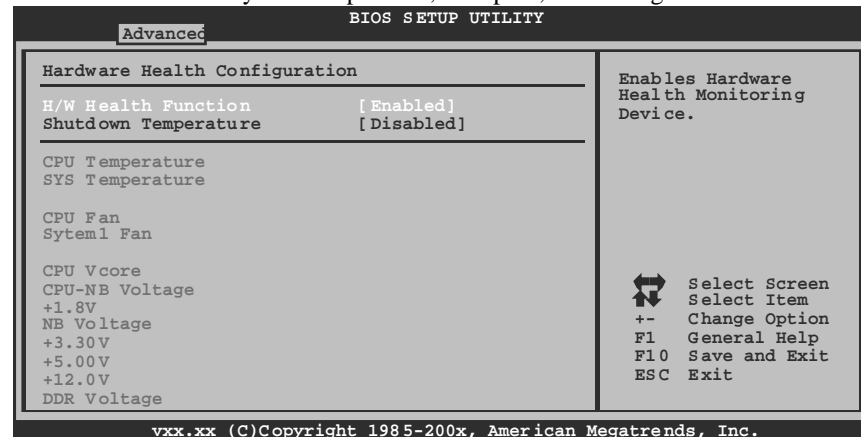 BIOS SETUP UTILITY
Advanced
Hardware Health Configuration
H/W Health Function [Enabled]
Shutdown Temperature [Disabled]
CPU Temperature
SYS Temperature
CPU Fan
Sytem1 Fan
CPU Vcore
CPU-NB Voltage
+1.8V
NB Voltage
+3.30V
+5.00V
+12.0V
DDR Voltage
Enables Hardware
Health Monitoring
Device.
Select Screen
Select Item
+- Change Option
F1 General Help
F10 Save and Exit
ESC Exit
vxx.xx (C)Copyright 1985-200x, American Megatrends, Inc.